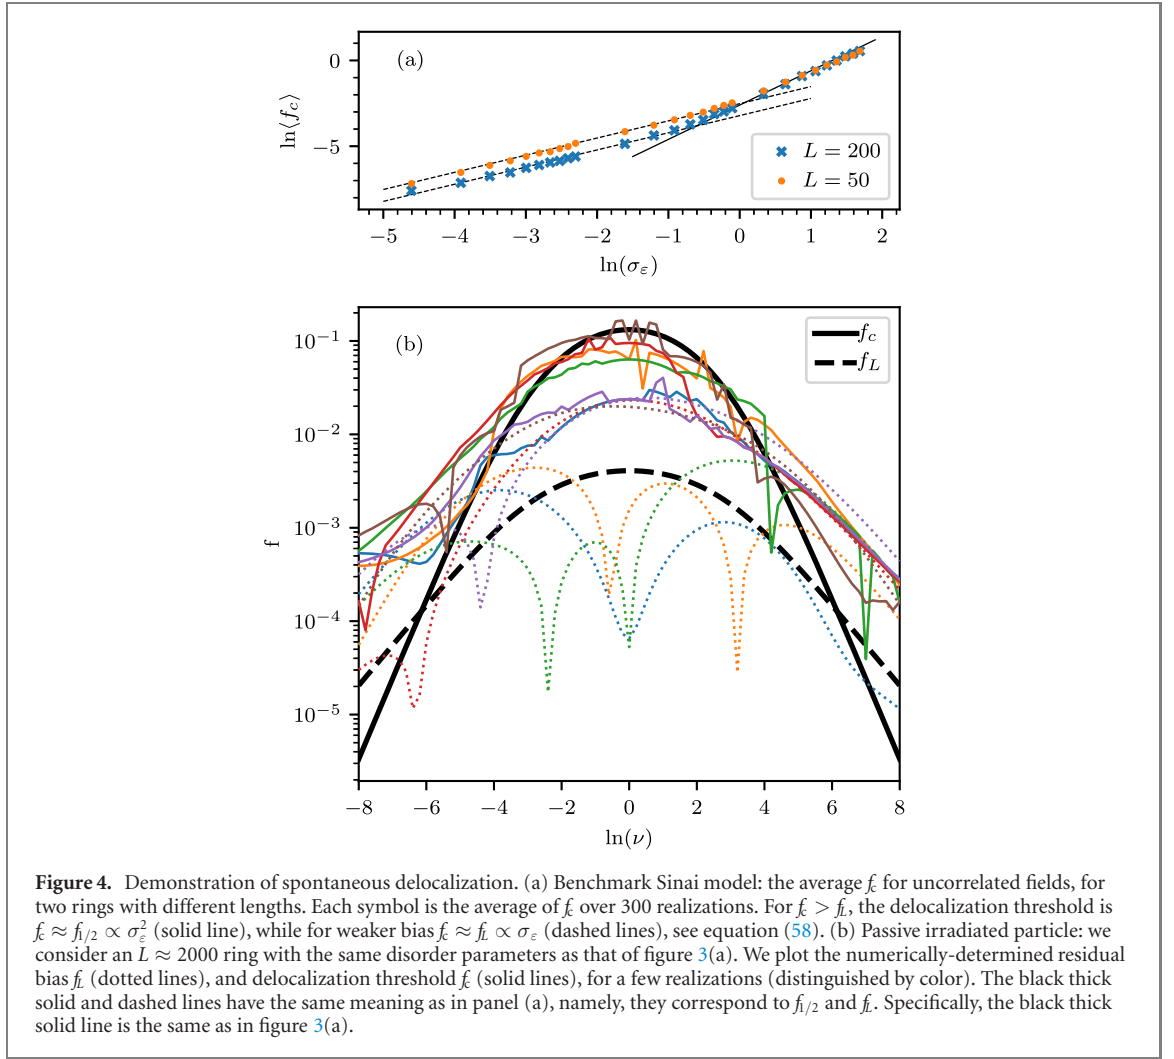 (a)
0
−5
ln⟨f_c⟩
L = 200
L = 50
−5 −4 −3 −2 −1 0 1 2
ln(σ_ε)
(b)
f_c
f_L
10^−1
10^−2
10^−3
10^−4
10^−5
f
−8 −6 −4 −2 0 2 4 6 8
ln(ν)
Figure 4. Demonstration of spontaneous delocalization. (a) Benchmark Sinai model: the average f_c for uncorrelated fields, for
two rings with different lengths. Each symbol is the average of f_c over 300 realizations. For f_c > f_L, the delocalization threshold is
f_c ≈ f_1/2 ∝ σ_ε^2 (solid line), while for weaker bias f_c ≈ f_L ∝ σ_ε (dashed lines), see equation (58). (b) Passive irradiated particle: we
consider an L ≈ 2000 ring with the same disorder parameters as that of figure 3(a). We plot the numerically-determined residual
bias f_L (dotted lines), and delocalization threshold f_c (solid lines), for a few realizations (distinguished by color). The black thick
solid and dashed lines have the same meaning as in panel (a), namely, they correspond to f_1/2 and f_L. Specifically, the black thick
solid line is the same as in figure 3(a).